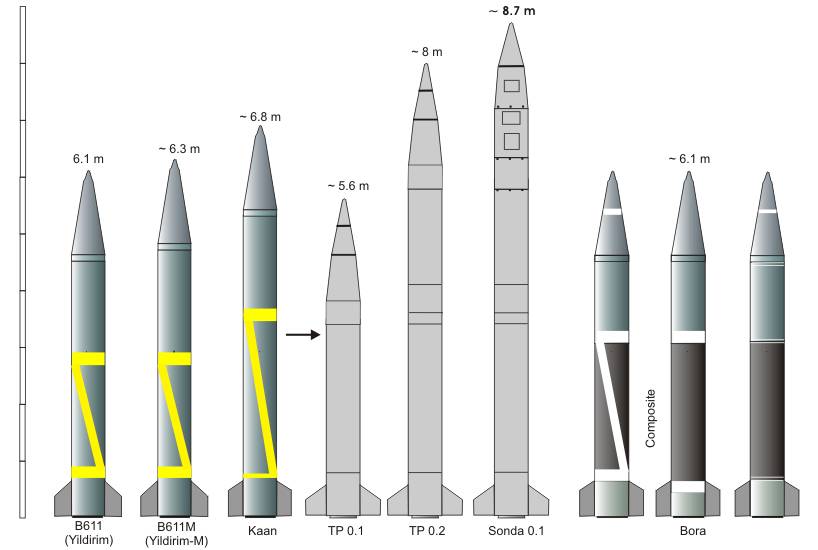 ~ 8.7 m
~ 8 m
~ 6.8 m
6.1 m
~ 6.3 m
~ 5.6 m
~ 6.1 m
Composite
B611
(Yildirim)
B611M
(Yildirim-M)
Kaan
TP 0.1
TP 0.2
Sonda 0.1
Bora